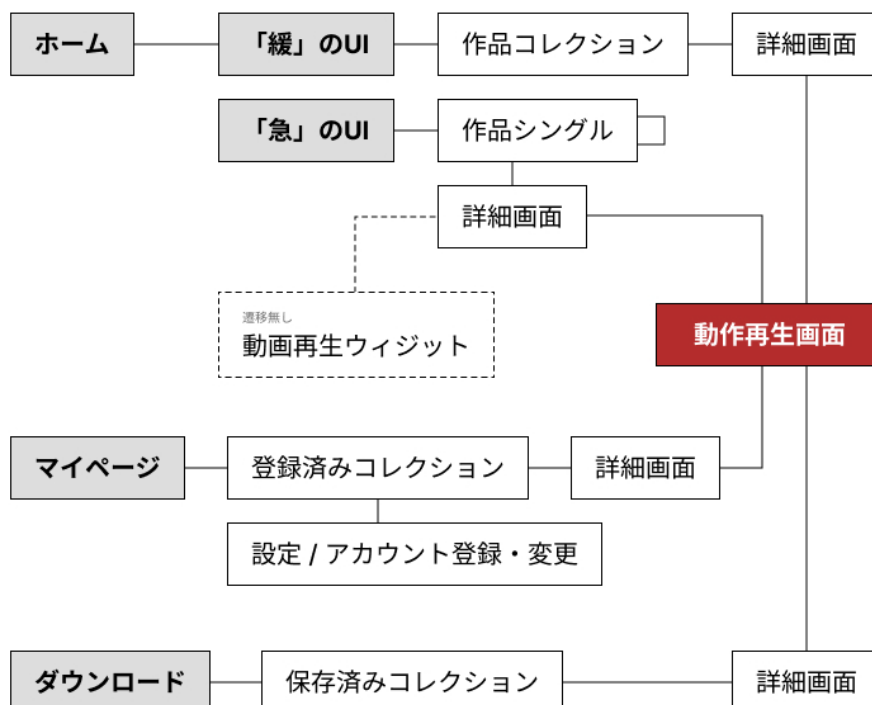 ホーム
「緩」のUI
作品コレクション
詳細画面
「急」のUI
作品シングル
詳細画面
遷移無し
動画再生ウィジット
動作再生画面
マイページ
登録済みコレクション
詳細画面
設定 / アカウント登録・変更
ダウンロード
保存済みコレクション
詳細画面